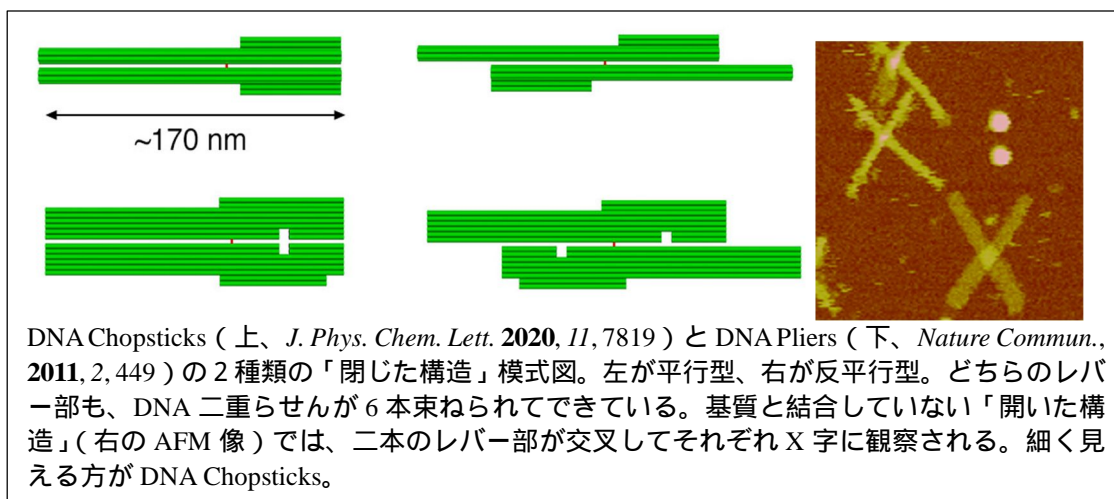 ~170 nm
DNA Chopsticks（上、J. Phys. Chem. Lett. 2020, 11, 7819）と DNA Pliers（下、Nature Commun.,
2011, 2, 449）の２種類の「閉じた構造」模式図。左が平行型、右が反平行型。どちらのレバ
ー部も、DNA 二重らせんが 6 本束ねられてできている。基質と結合していない「開いた構
造」（右の AFM 像）では、二本のレバー部が交叉してそれぞれ X 字に観察される。細く見
える方が DNA Chopsticks。